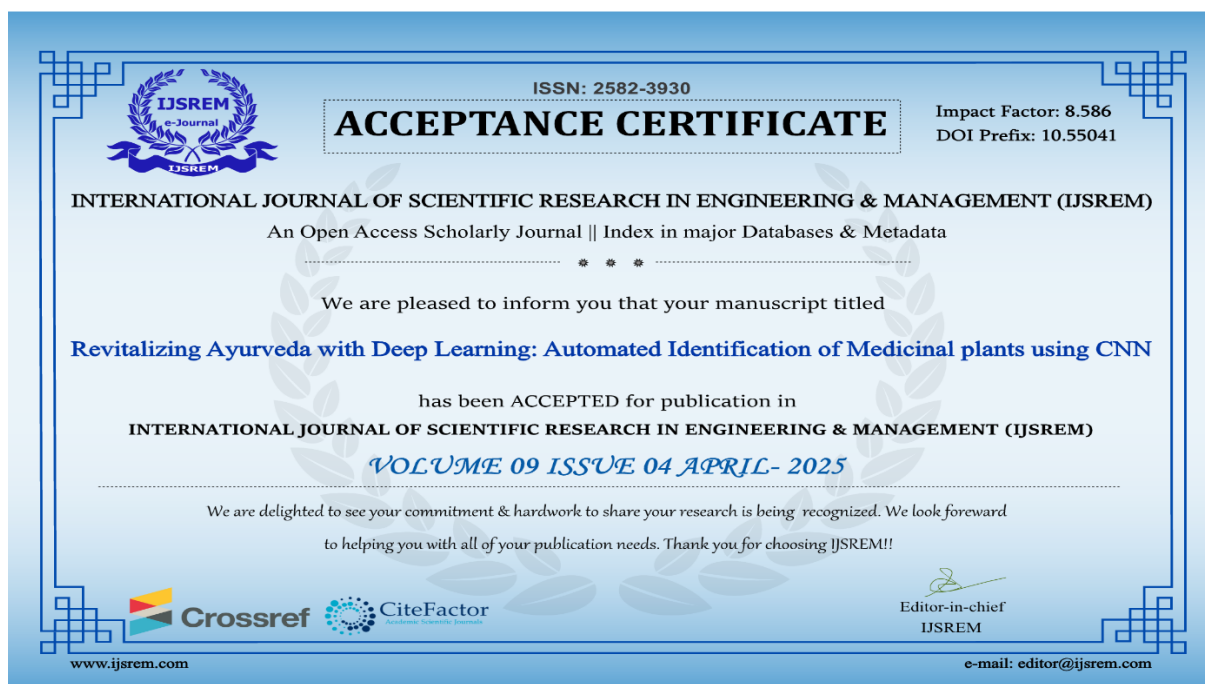 IJSREM
e-Journal
IJSREM
ISSN: 2582-3930
ACCEPTANCE CERTIFICATE
Impact Factor: 8.586
DOI Prefix: 10.55041
INTERNATIONAL JOURNAL OF SCIENTIFIC RESEARCH IN ENGINEERING & MANAGEMENT (IJSREM)
An Open Access Scholarly Journal || Index in major Databases & Metadata
We are pleased to inform you that your manuscript titled
Revitalizing Ayurveda with Deep Learning: Automated Identification of Medicinal plants using CNN
has been ACCEPTED for publication in
INTERNATIONAL JOURNAL OF SCIENTIFIC RESEARCH IN ENGINEERING & MANAGEMENT (IJSREM)
VOLUME 09 ISSUE 04 APRIL- 2025
We are delighted to see your commitment & hardwork to share your research is being recognized. We look foreward
to helping you with all of your publication needs. Thank you for choosing IJSREM!!
Crossref
CiteFactor
Academic Scientific Journals
Editor-in-chief
IJSREM
www.ijsrem.com
e-mail: editor@ijsrem.com